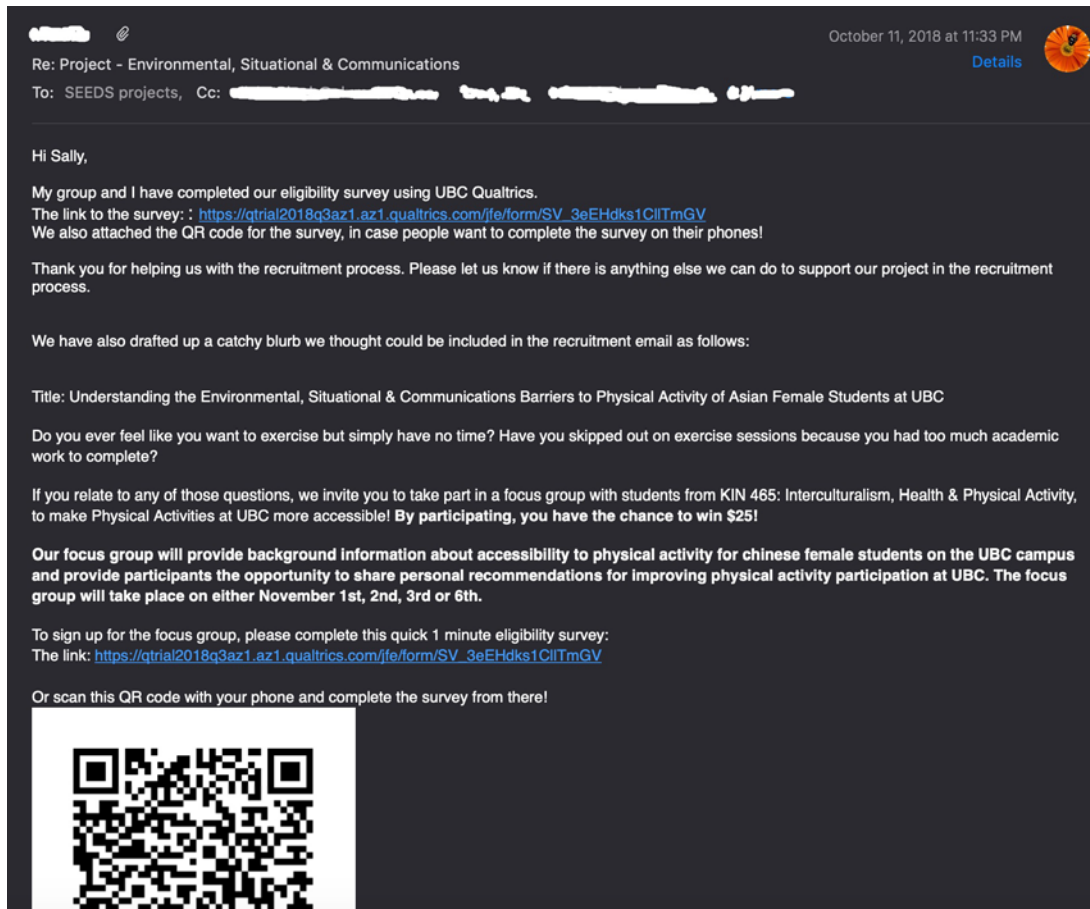 October 11, 2018 at 11:33 PM
Re: Project - Environmental, Situational & Communications
Details
To: SEEDS projects, Cc:
Hi Sally,
My group and I have completed our eligibility survey using UBC Qualtrics.
The link to the survey: : https://qtrial2018q3az1.az1.qualtrics.com/jfe/form/SV_3eEHdks1CllTmGV
We also attached the QR code for the survey, in case people want to complete the survey on their phones!
Thank you for helping us with the recruitment process. Please let us know if there is anything else we can do to support our project in the recruitment
process.
We have also drafted up a catchy blurb we thought could be included in the recruitment email as follows:
Title: Understanding the Environmental, Situational & Communications Barriers to Physical Activity of Asian Female Students at UBC
Do you ever feel like you want to exercise but simply have no time? Have you skipped out on exercise sessions because you had too much academic
work to complete?
If you relate to any of those questions, we invite you to take part in a focus group with students from KIN 465: Interculturalism, Health & Physical Activity,
to make Physical Activities at UBC more accessible! By participating, you have the chance to win $25!
Our focus group will provide background information about accessibility to physical activity for chinese female students on the UBC campus
and provide participants the opportunity to share personal recommendations for improving physical activity participation at UBC. The focus
group will take place on either November 1st, 2nd, 3rd or 6th.
To sign up for the focus group, please complete this quick 1 minute eligibility survey:
The link: https://qtrial2018q3az1.az1.qualtrics.com/jfe/form/SV_3eEHdks1CllTmGV
Or scan this QR code with your phone and complete the survey from there!